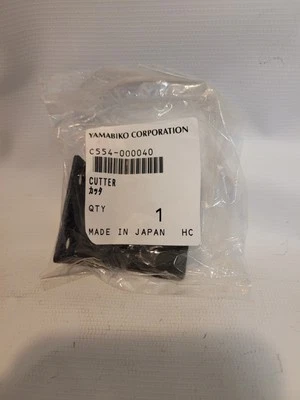 YAMABIKO CORPORATION
C554-000040
CUTTER
カッタ
QTY 1
MADE IN JAPAN HC